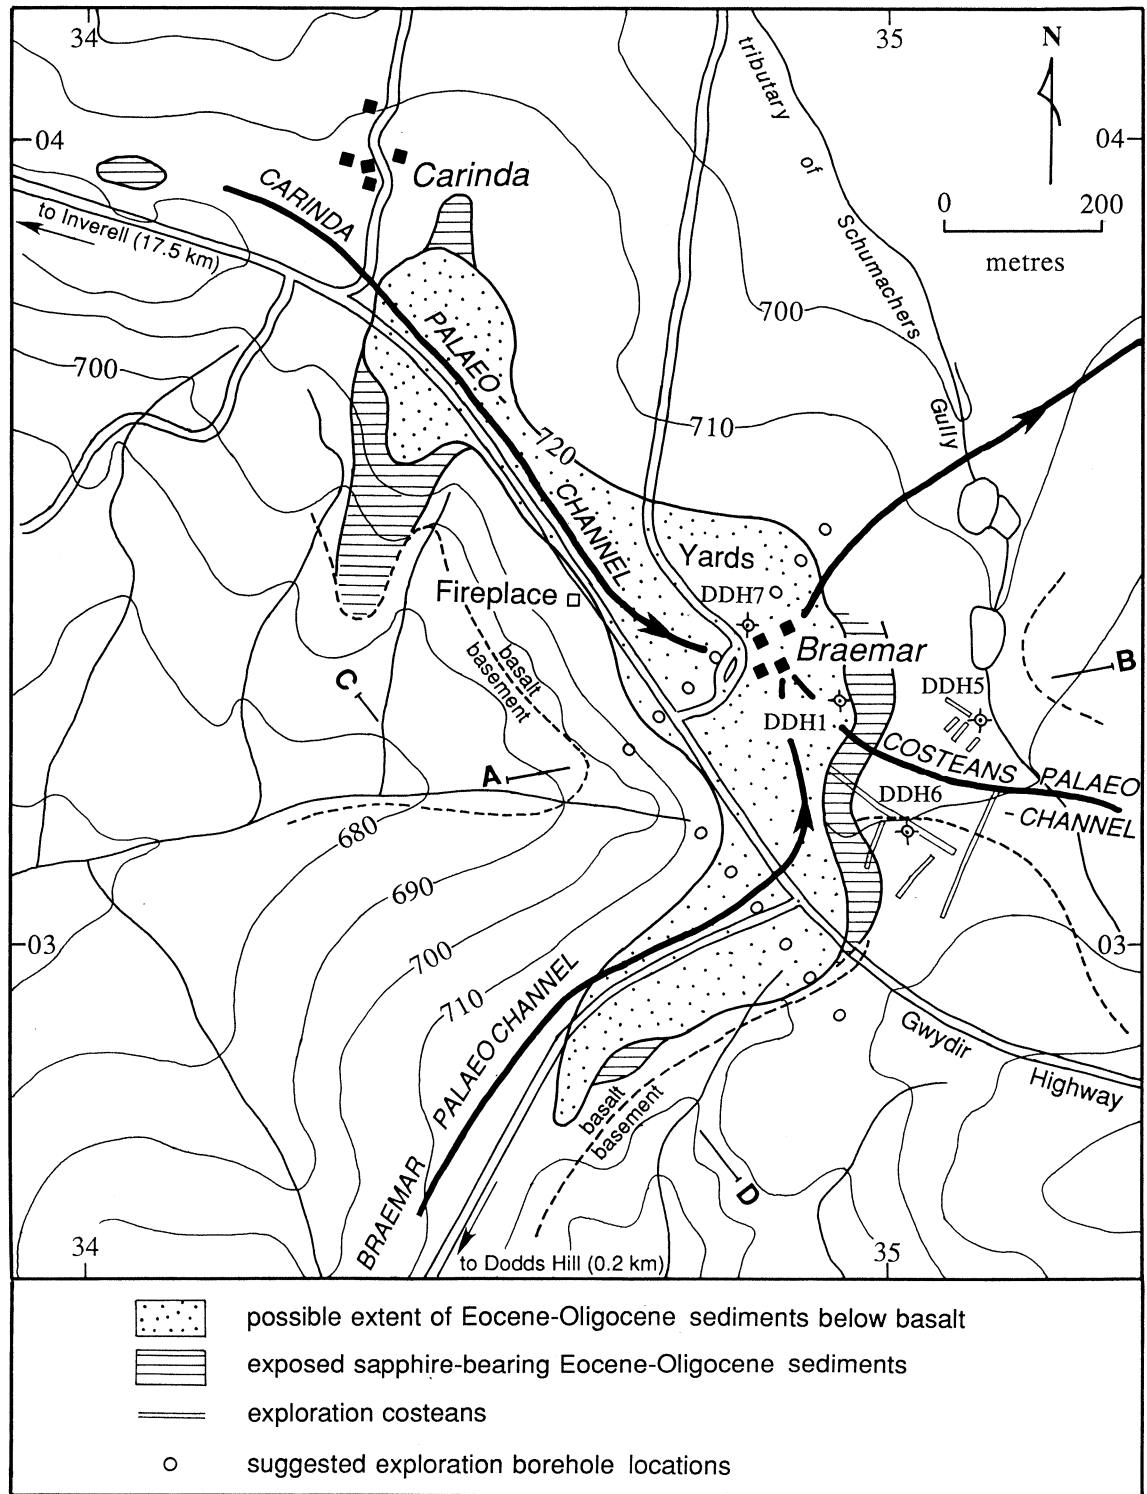 34
35
N
tributary
of
Schumachers
Gully
04
04
Carinda
CARINDA
0
200
metres
to Inverell (17.5 km)
PALAEO-
CHANNEL
700
700
710
720
Yards
DDH7
Fireplace
Braemar
basalt
basement
B
C
DDH5
DDH1
COSTEANS PALAEO
-CHANNEL
A
DDH6
680
690
700
710
03
03
BRAEMAR PALAEO CHANNEL
Gwydir
Highway
basalt
basement
D
34
35
to Dodds Hill (0.2 km)
possible extent of Eocene-Oligocene sediments below basalt
exposed sapphire-bearing Eocene-Oligocene sediments
exploration costeans
suggested exploration borehole locations